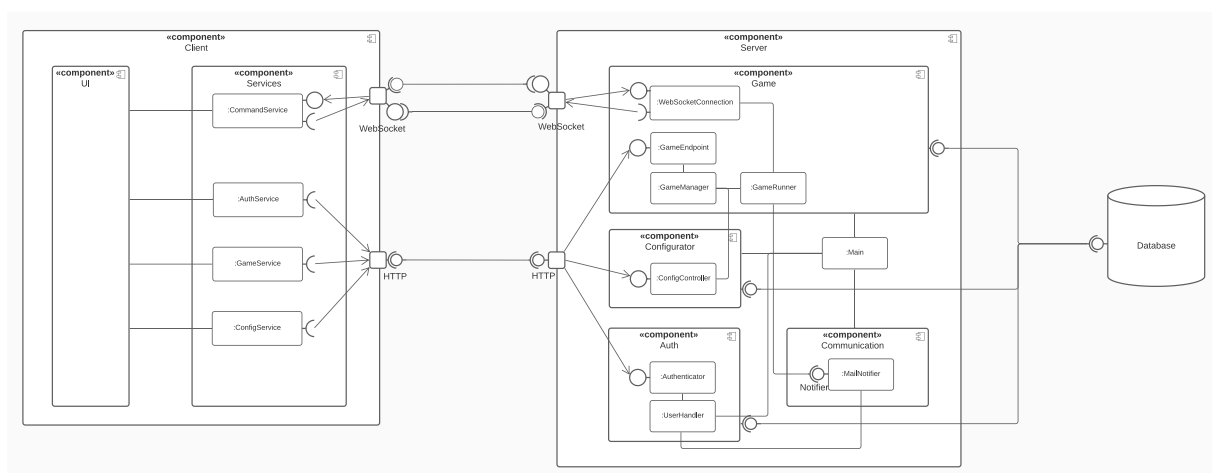 «component»
Client
«component»
UI
«component»
Services
:CommandService
:AuthService
:GameService
:ConfigService
WebSocket
HTTP
«component»
Server
WebSocket
HTTP
«component»
Game
:WebSocketConnection
:GameEndpoint
:GameManager
:GameRunner
«component»
Configurator
:ConfigController
:Main
«component»
Auth
:Authenticator
:UserHandler
«component»
Communication
:MailNotifier
Notifier
Database